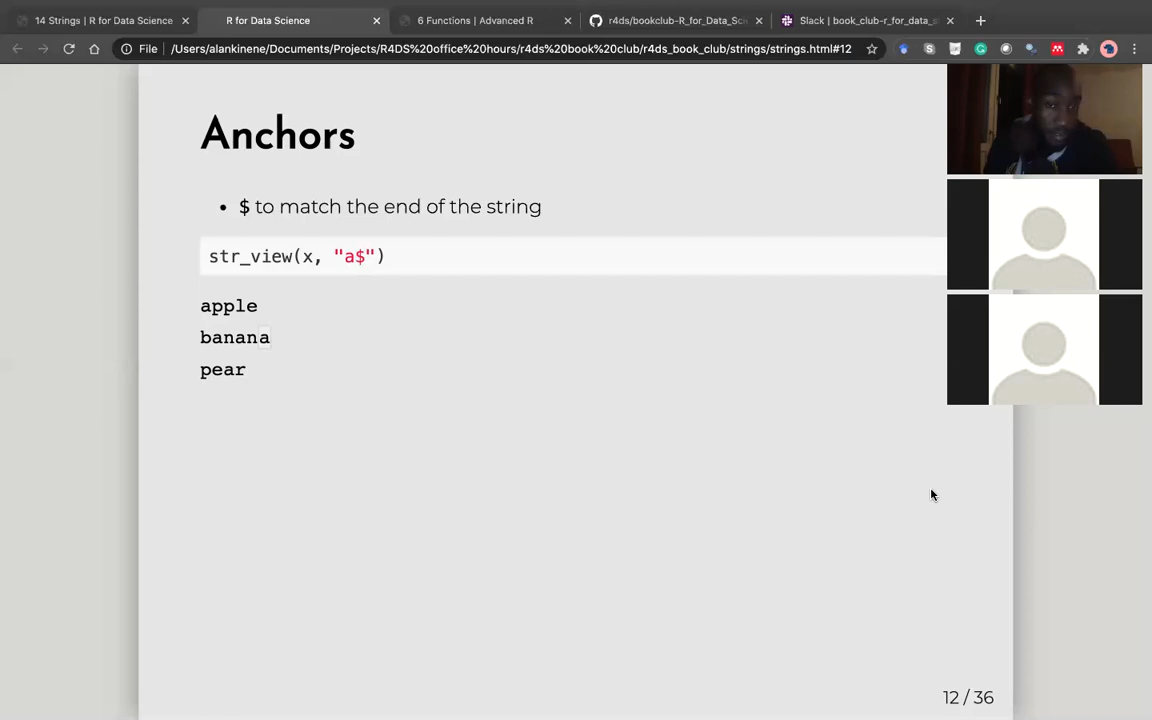 14 Strings | R for Data Science
R for Data Science
6 Functions | Advanced R
r4ds/bookclub-R_for_Data_Sci
Slack | book_club-r_for_data_s
File
/Users/alankinene/Documents/Projects/R4DS%20office%20hours/r4ds%20book%20club/r4ds_book_club/strings/strings.html#12
Anchors
• $ to match the end of the string
str_view(x, "a$")
apple
banana
pear
12 / 36